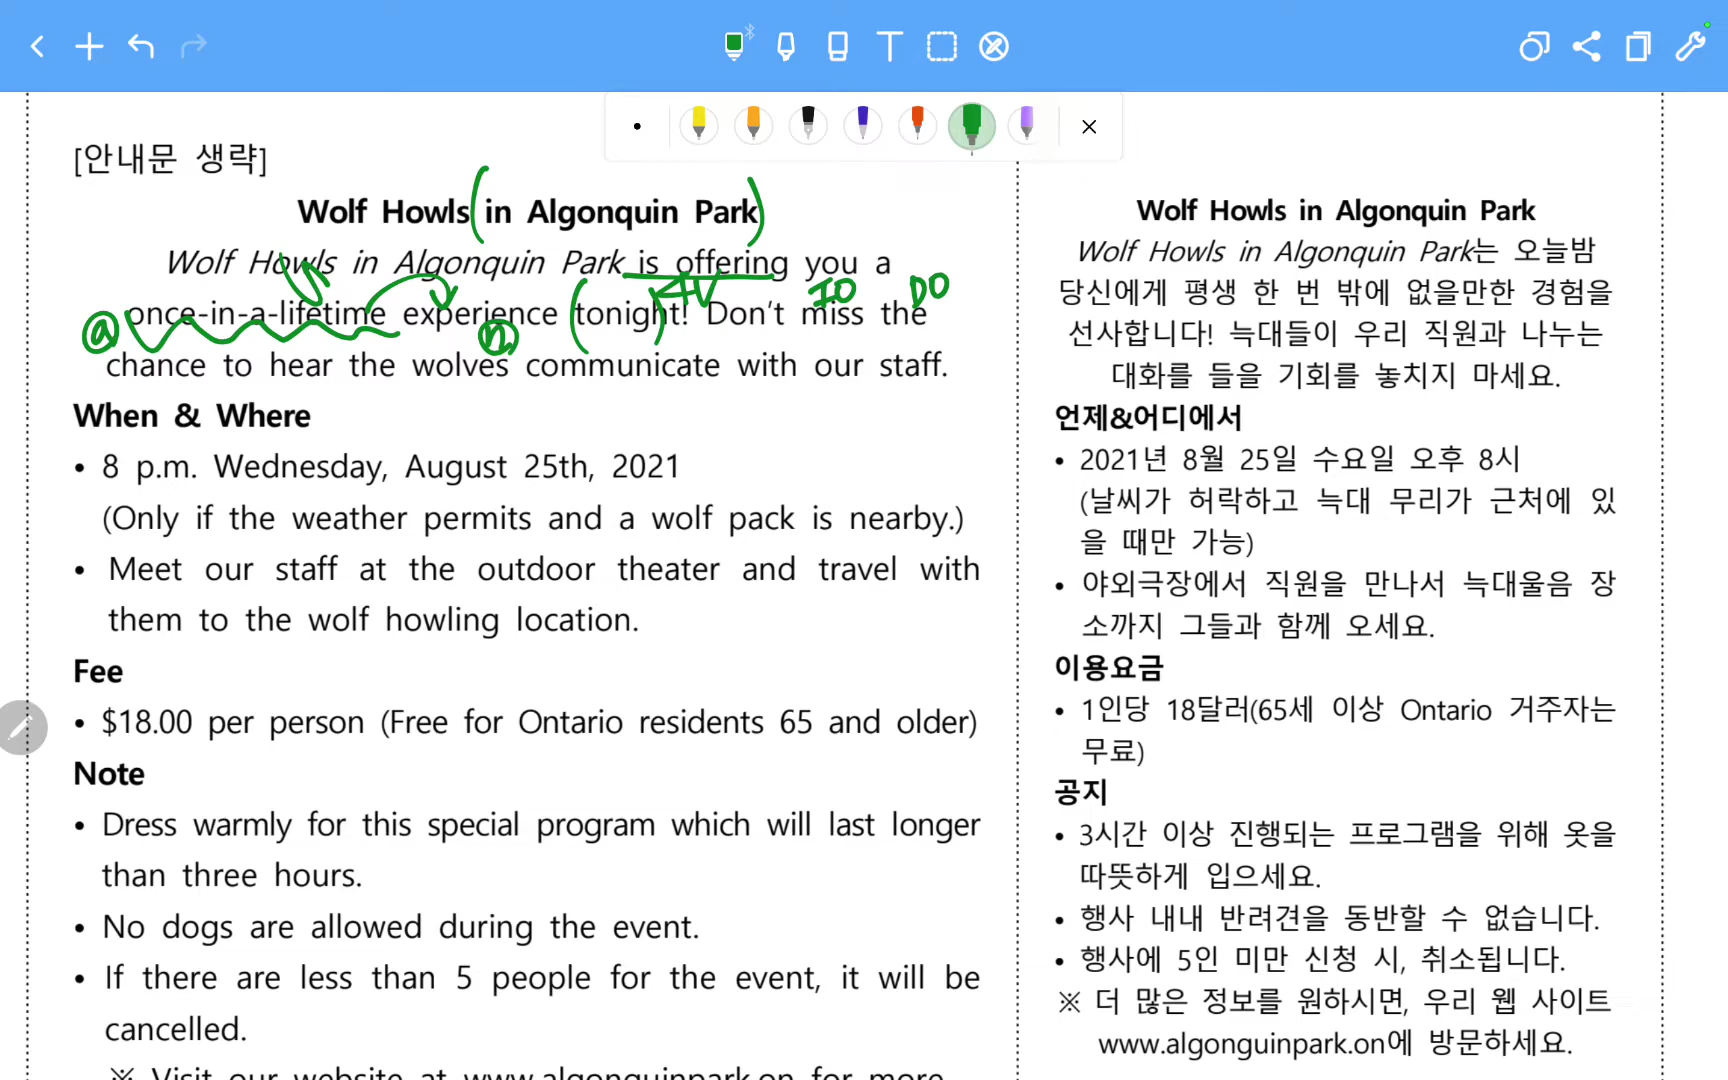 [안내문 생략]
Wolf Howls (in Algonquin Park)
Wolf Howls in Algonquin Park is offering you a
4V IO DO
once-in-a-lifetime experience (tonight)! Don't miss the
ⓐ ⓝ
chance to hear the wolves communicate with our staff.
When & Where
• 8 p.m. Wednesday, August 25th, 2021
(Only if the weather permits and a wolf pack is nearby.)
• Meet our staff at the outdoor theater and travel with
them to the wolf howling location.
Fee
• $18.00 per person (Free for Ontario residents 65 and older)
Note
• Dress warmly for this special program which will last longer
than three hours.
• No dogs are allowed during the event.
• If there are less than 5 people for the event, it will be
cancelled.
※ Visit our website at www.algonquinpark.on for more
Wolf Howls in Algonquin Park
Wolf Howls in Algonquin Park는 오늘밤
당신에게 평생 한 번 밖에 없을만한 경험을
선사합니다! 늑대들이 우리 직원과 나누는
대화를 들을 기회를 놓치지 마세요.
언제&어디에서
• 2021년 8월 25일 수요일 오후 8시
(날씨가 허락하고 늑대 무리가 근처에 있
을 때만 가능)
• 야외극장에서 직원을 만나서 늑대울음 장
소까지 그들과 함께 오세요.
이용요금
• 1인당 18달러(65세 이상 Ontario 거주자는
무료)
공지
• 3시간 이상 진행되는 프로그램을 위해 옷을
따뜻하게 입으세요.
• 행사 내내 반려견을 동반할 수 없습니다.
• 행사에 5인 미만 신청 시, 취소됩니다.
※ 더 많은 정보를 원하시면, 우리 웹 사이트
www.algonguinpark.on에 방문하세요.